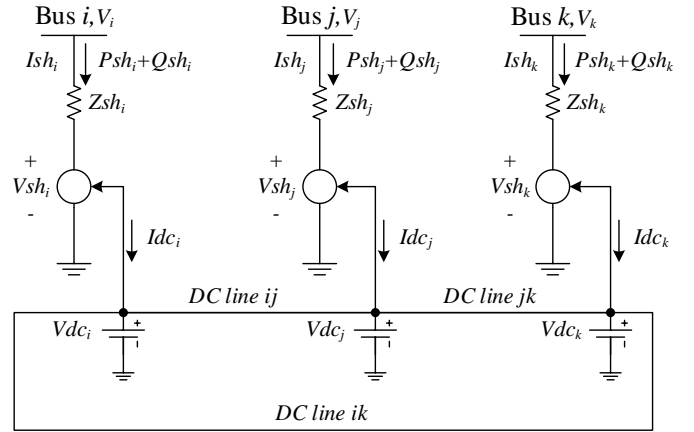 Bus i,Vi Bus j,Vj Bus k,Vk
Ishi Pshi+Qshi Ishj Pshj+Qshj Ishk Pshk+Qshk
Zshi Zshj Zshk
+ + +
Vshi Vshj Vshk
- - -
Idci Idcj Idck
DC line ij DC line jk
Vdci + - Vdcj + - Vdck + -
DC line ik